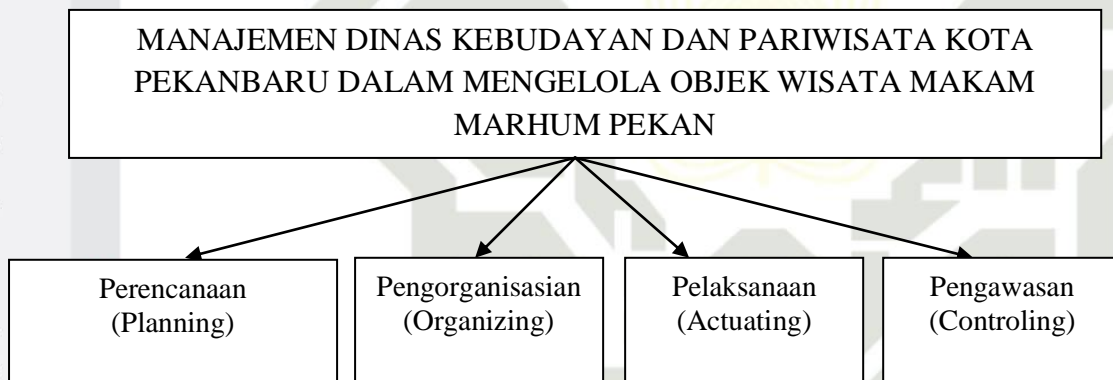 MANAJEMEN DINAS KEBUDAYAN DAN PARIWISATA KOTA
PEKANBARU DALAM MENGELOLA OBJEK WISATA MAKAM
MARHUM PEKAN
Perencanaan
(Planning)
Pengorganisasian
(Organizing)
Pelaksanaan
(Actuating)
Pengawasan
(Controling)